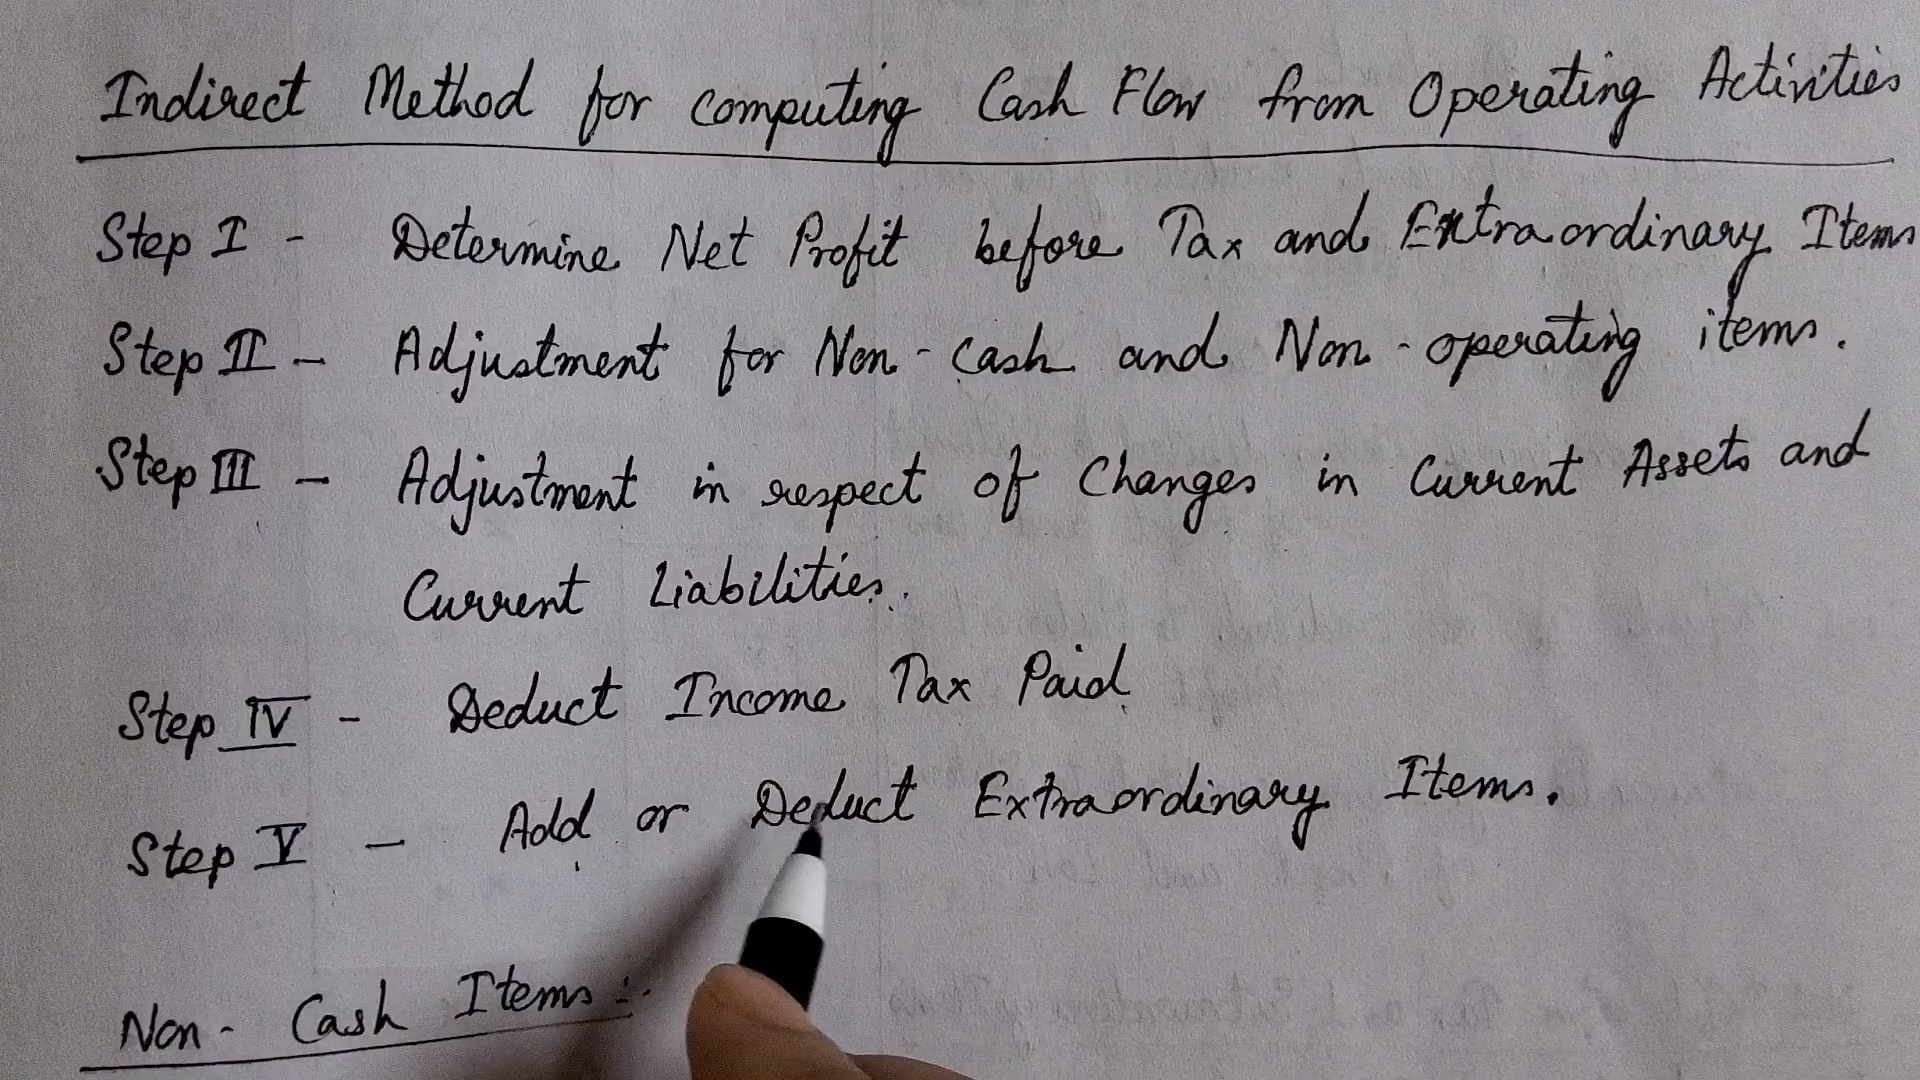 Indirect Method for computing Cash Flow from Operating Activities
Step I - Determine Net Profit before Tax and Extraordinary Items
Step II - Adjustment for Non-Cash and Non-operating items.
Step III - Adjustment in respect of Changes in Current Assets and
Current Liabilities.
Step IV - Deduct Income Tax Paid.
Step V - Add or Deduct Extraordinary Items.
Non-Cash Items :-